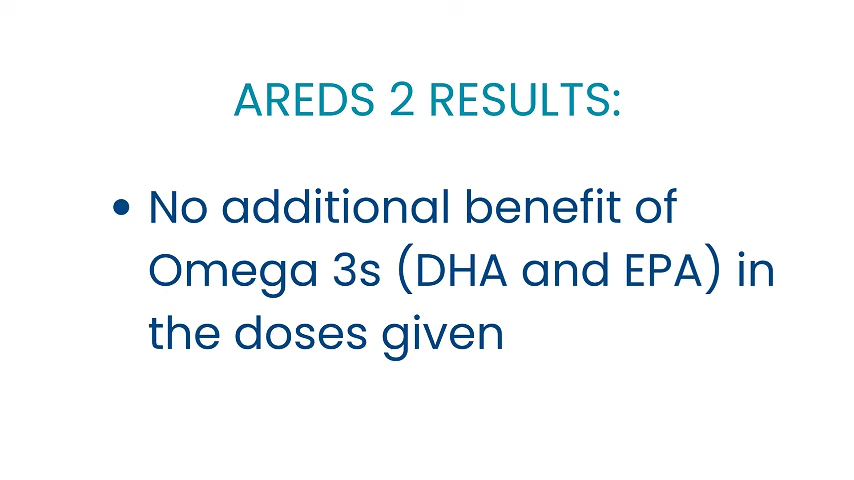 AREDS 2 RESULTS:
• No additional benefit of
Omega 3s (DHA and EPA) in
the doses given